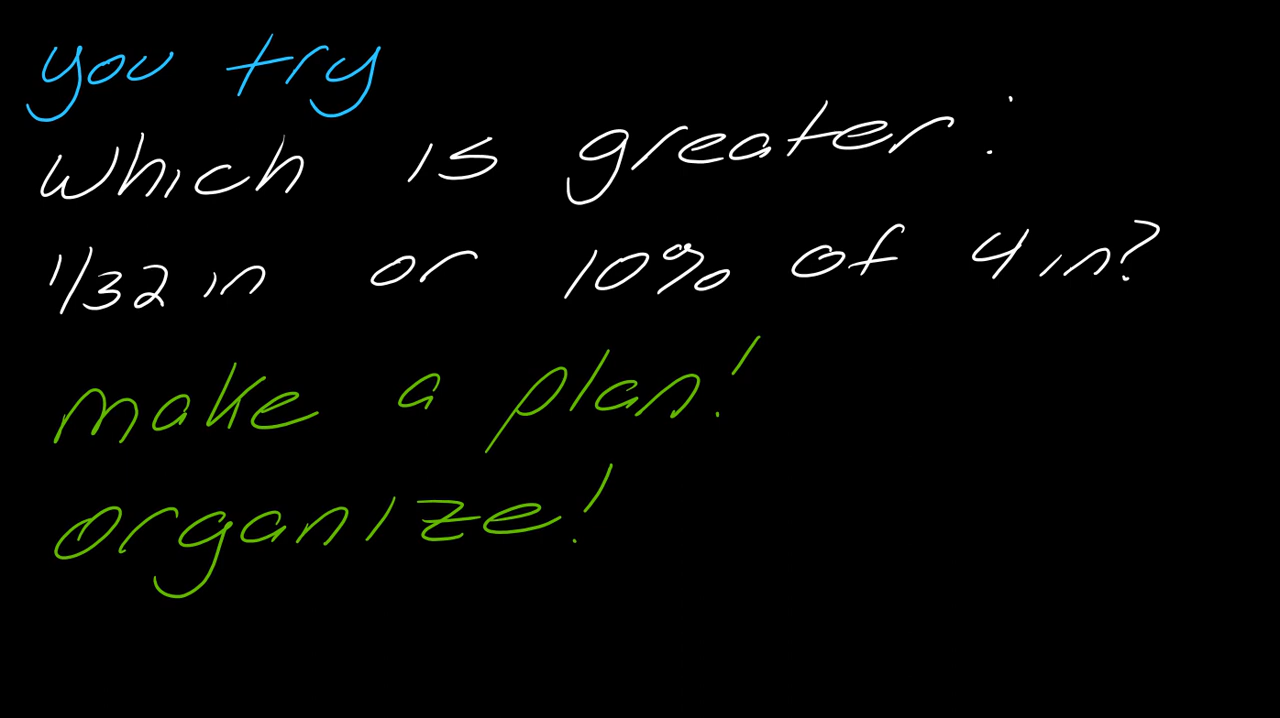 you try
Which is greater:
1/32 in or 10% of 4 in?
make a plan!
organize!